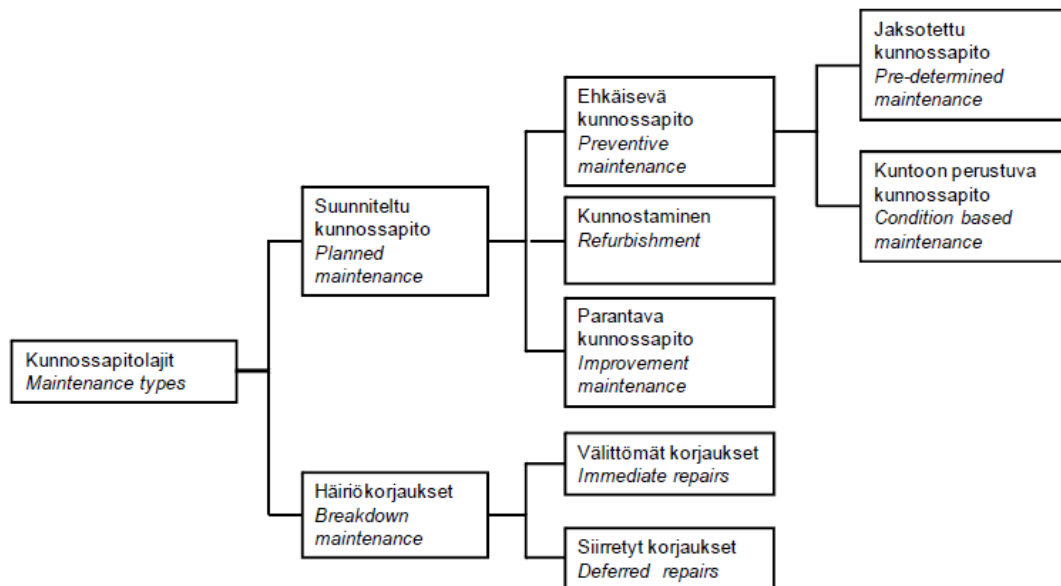 Kunnossapitolajit
Maintenance types
Suunniteltu
kunnossapito
Planned
maintenance
Ehkäisevä
kunnossapito
Preventive
maintenance
Jaksotettu
kunnossapito
Pre-determined
maintenance
Kuntoon perustuva
kunnossapito
Condition based
maintenance
Kunnostaminen
Refurbishment
Parantava
kunnossapito
Improvement
maintenance
Häiriökorjaukset
Breakdown
maintenance
Välittömät korjaukset
Immediate repairs
Siirretyt korjaukset
Deferred repairs